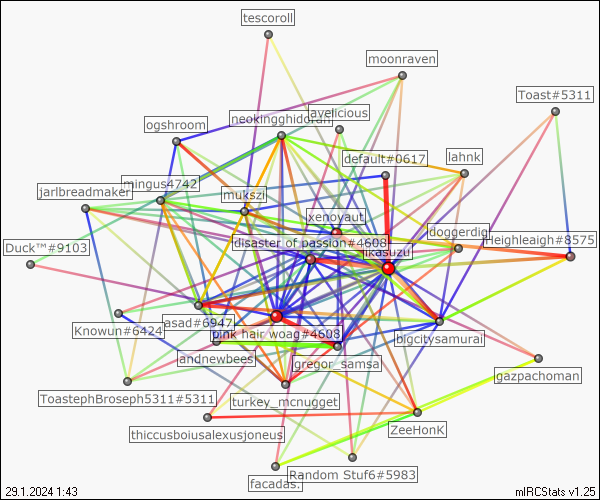 tescoroll
moonraven
Toast#5311
avelicious
neokingghidorah
ogshroom
default#0617
lahnk
mingus4742
jarlbreadmaker
mukszi
xenoyaut
doggerdigi
Heighleaigh#8575
disaster of passion#4608
ikasuzu
Duck™#9103
asad#6947
Knowun#6424
pink hair woag#4608
bigcitysamurai
andnewbees
gregor_samsa
gazpachoman
ToastephBroseph5311#5311
turkey_mcnugget
ZeeHonK
thiccusboiusalexusjoneus
Random Stuf6#5983
facadas.
29.1.2024 1:43
mIRCStats v1.25